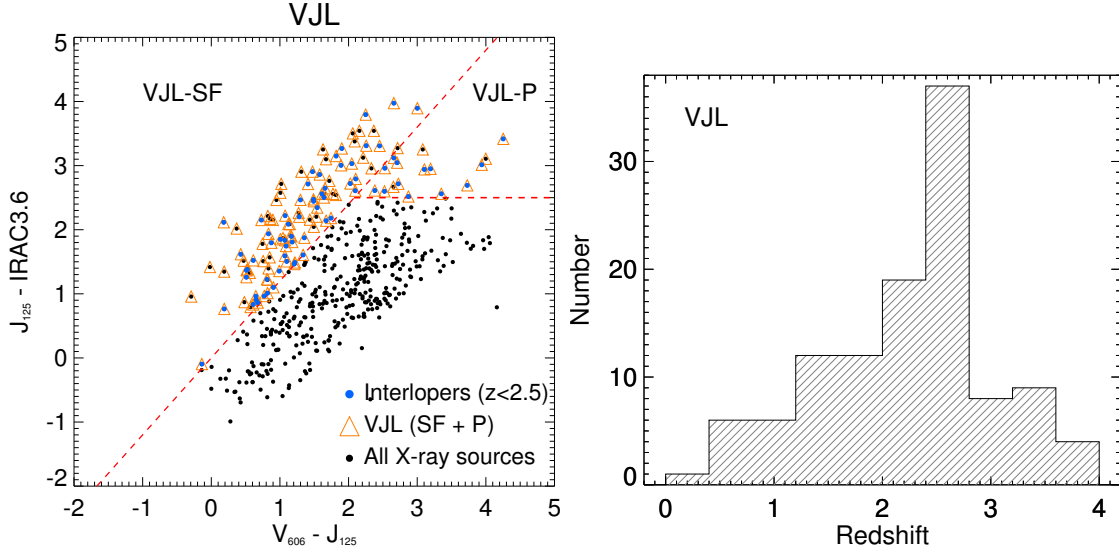 VJL
VJL-SF
VJL-P
5
4
3
2
1
0
-1
-2
J125 - IRAC3.6
Interlopers (z<2.5)
VJL (SF + P)
All X-ray sources
-2 -1 0 1 2 3 4 5
V606 - J125
VJL
30
20
10
0
Number
0 1 2 3 4
Redshift